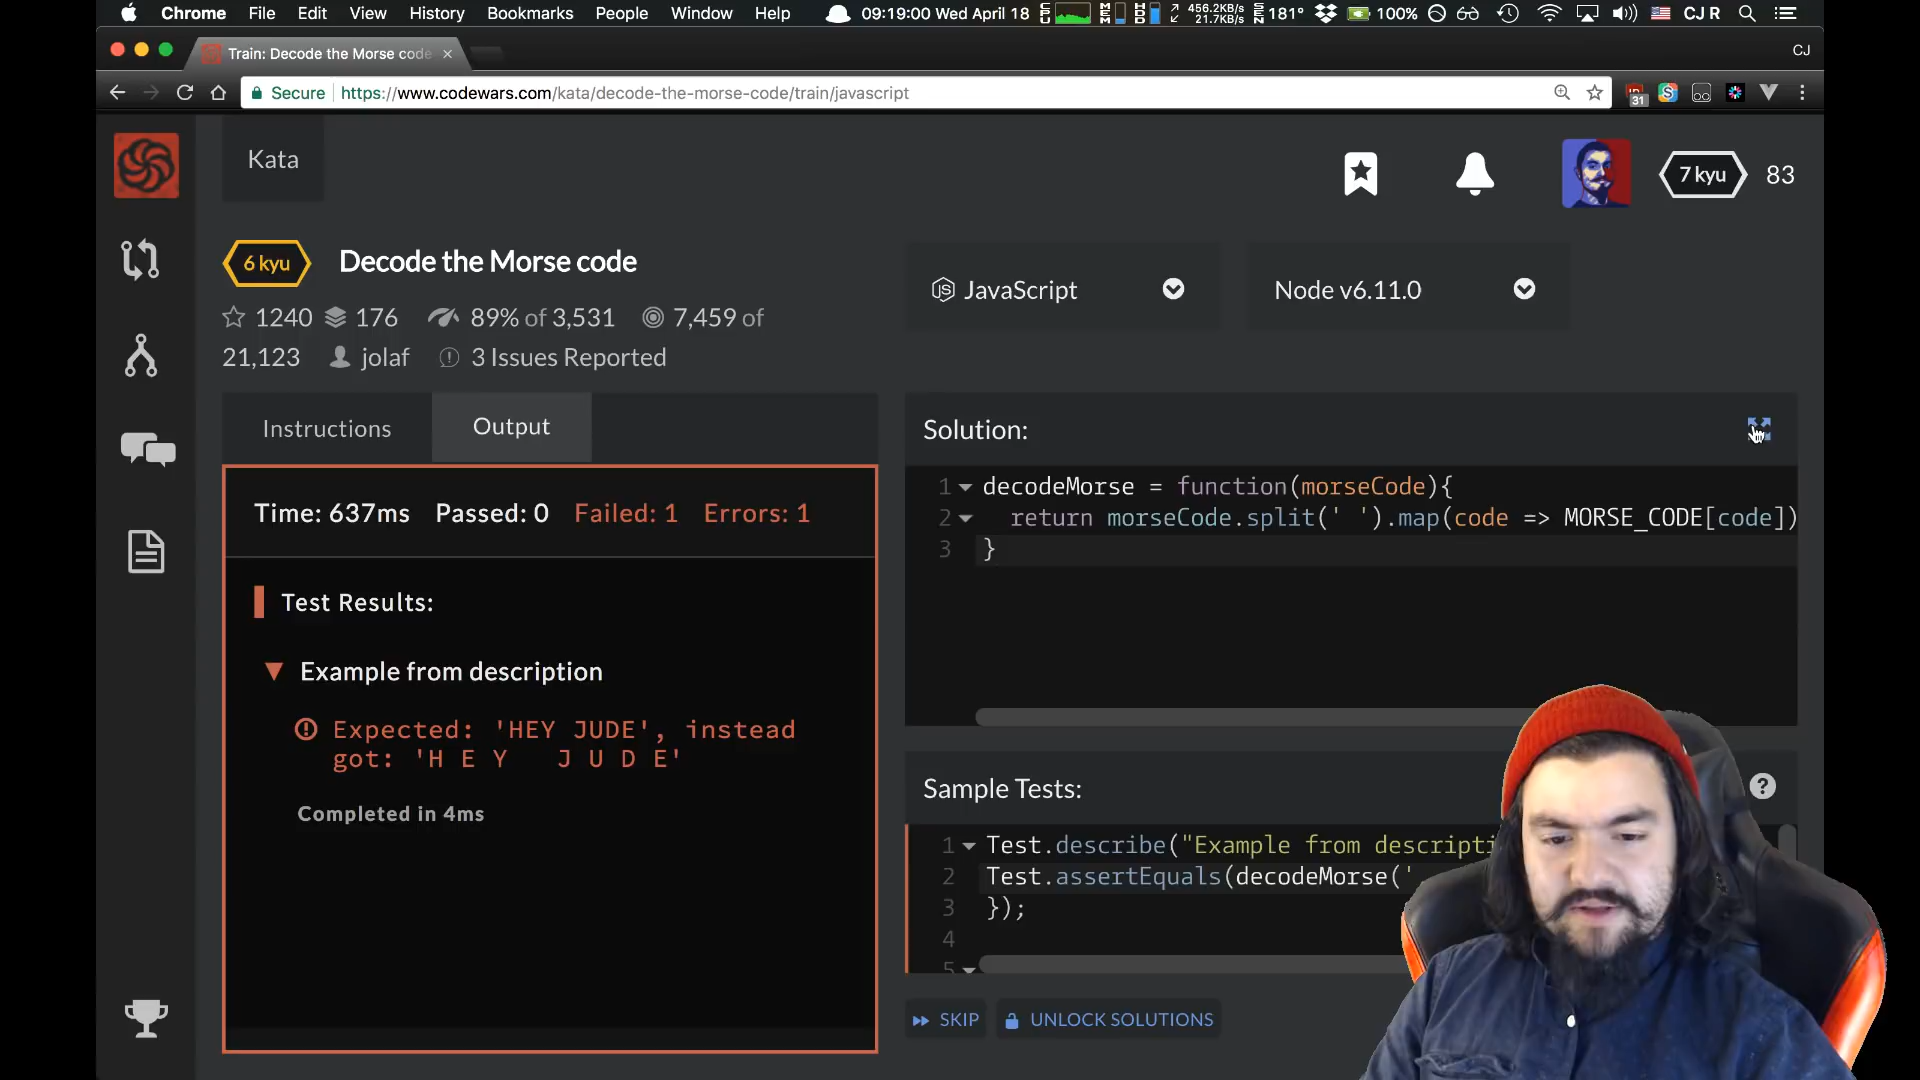 Chrome File Edit View History Bookmarks People Window Help 09:19:00 Wed April 18 456.2KB/s 21.7KB/s 181° 100% CJ R
Train: Decode the Morse code CJ
Secure https://www.codewars.com/kata/decode-the-morse-code/train/javascript 31
Kata
7 kyu 83
6 kyu Decode the Morse code
JavaScript Node v6.11.0
1240 176 89% of 3,531 7,459 of
21,123 jolaf 3 Issues Reported
Instructions Output
Time: 637ms Passed: 0 Failed: 1 Errors: 1
Test Results:
Example from description
Expected: 'HEY JUDE', instead
got: 'H E Y   J U D E'
Completed in 4ms
Solution:
1 decodeMorse = function(morseCode){
2 return morseCode.split(' ').map(code => MORSE_CODE[code])
3 }
Sample Tests: ?
1 Test.describe("Example from descripti
2 Test.assertEquals(decodeMorse('
3 });
4
5
SKIP UNLOCK SOLUTIONS